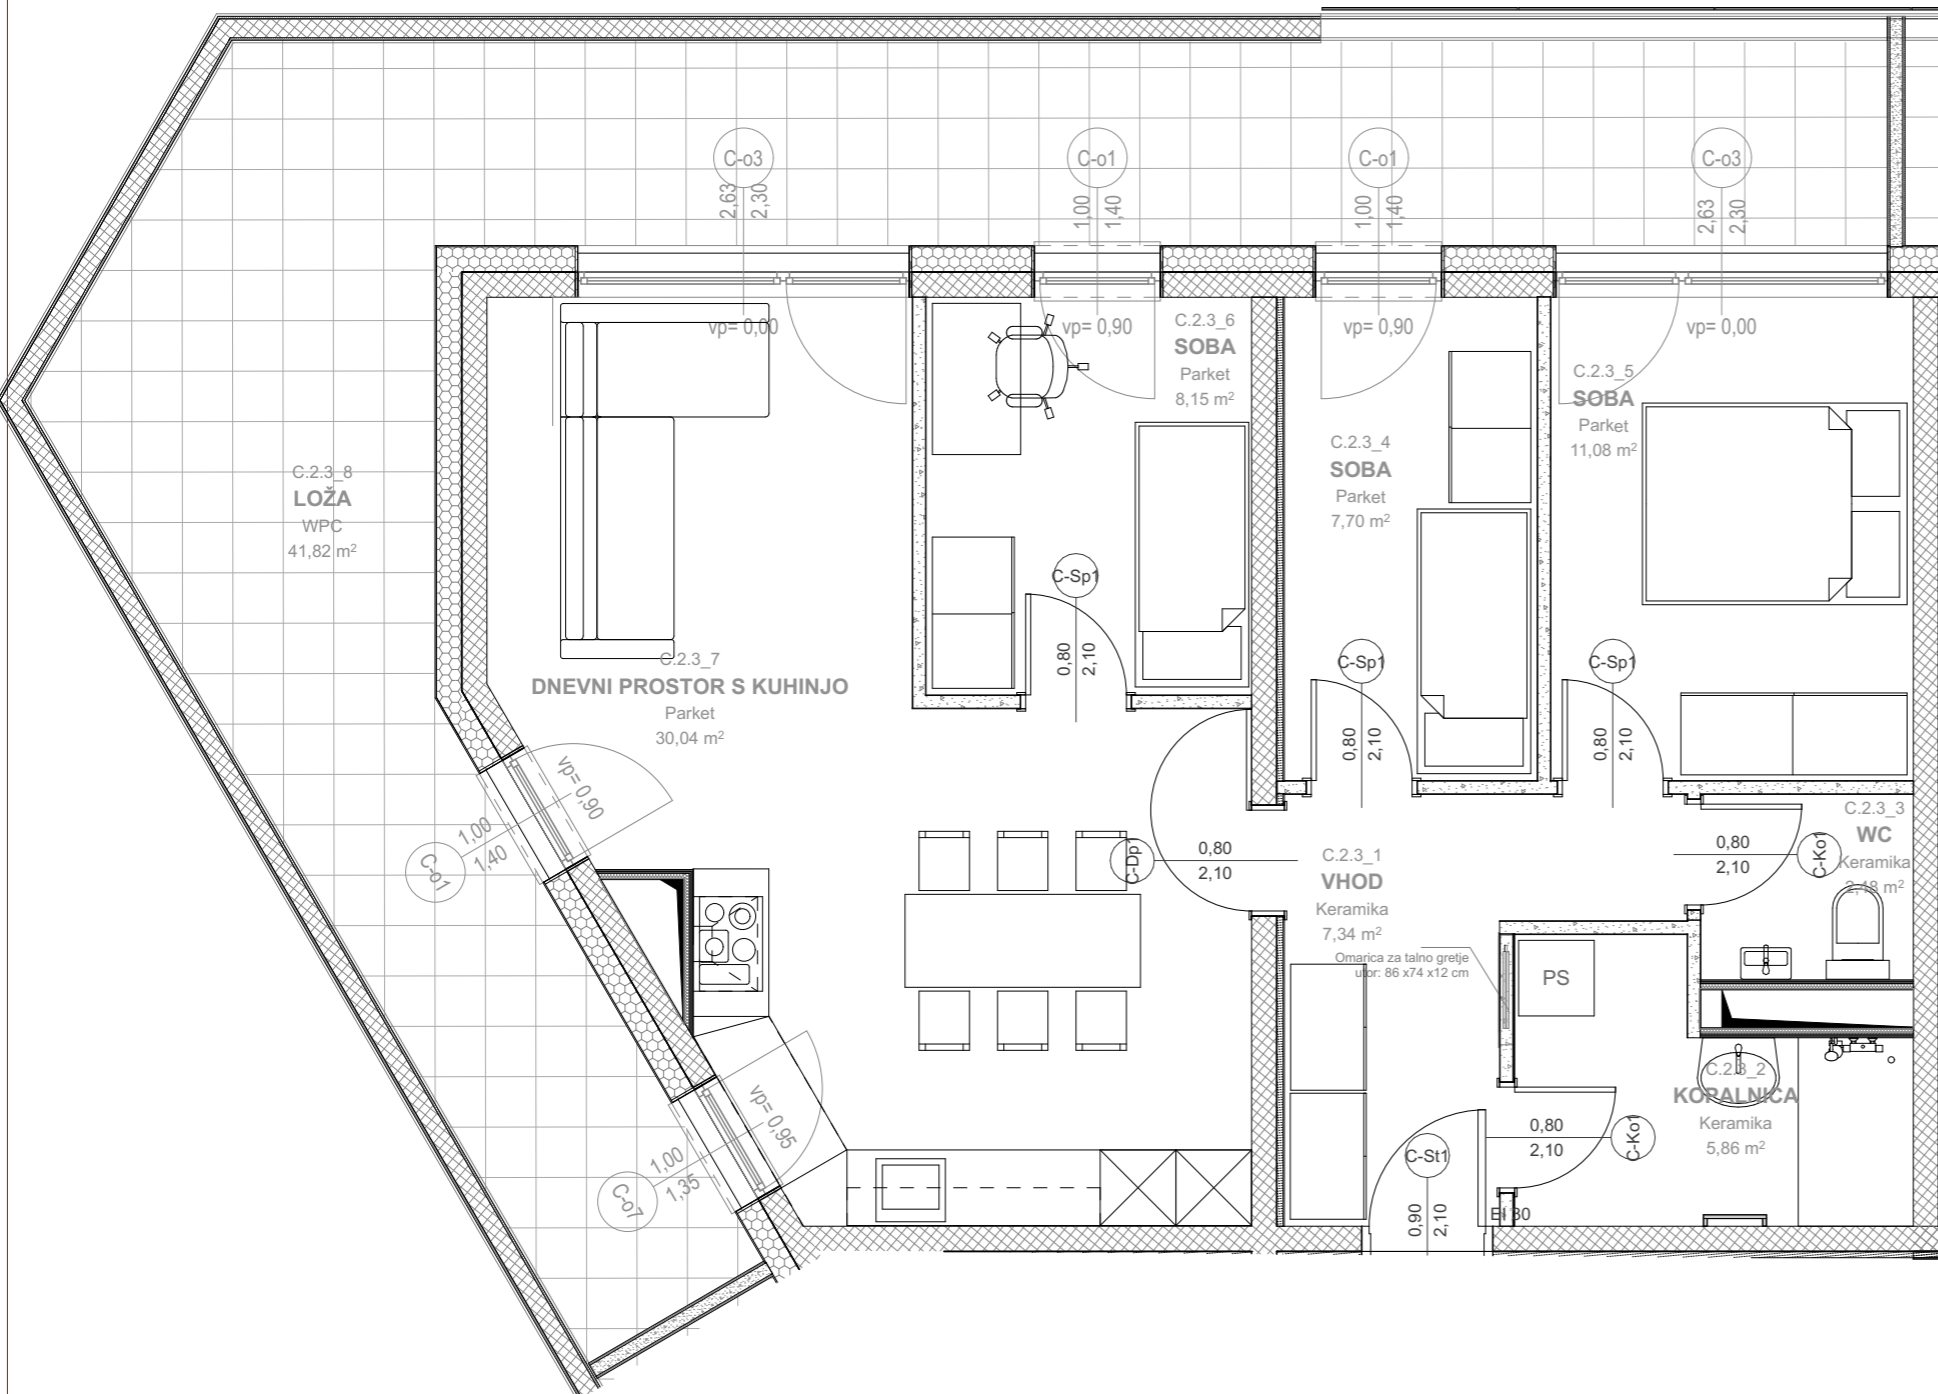 C-o3
2,63
2,30
C-o1
1,00
1,40
C-o1
1,00
1,40
C-o3
2,63
2,30
vp= 0,00
vp= 0,90
vp= 0,90
vp= 0,00
C.2.3_6
SOBA
Parket
8,15 m²
C.2.3_5
SOBA
Parket
11,08 m²
C.2.3_4
SOBA
Parket
7,70 m²
C.2.3_8
LOŽA
WPC
41,82 m²
C-Sp1
0,80
2,10
C-Sp1
0,80
2,10
C-Sp1
0,80
2,10
C.2.3_7
DNEVNI PROSTOR S KUHINJO
Parket
30,04 m²
vp= 0,90
C-o1
1,00
1,40
C-Dp1
0,80
2,10
C.2.3_1
VHOD
Keramika
7,34 m²
Omarica za talno gretje
utor: 86 x74 x12 cm
0,80
2,10
C-Ko1
C.2.3_3
WC
Keramika
2,48 m²
PS
C.2.3_2
KOPALNICA
Keramika
5,86 m²
vp= 0,95
C-o7
1,00
1,35
C-St1
0,90
2,10
0,80
2,10
C-Ko1
EI 30